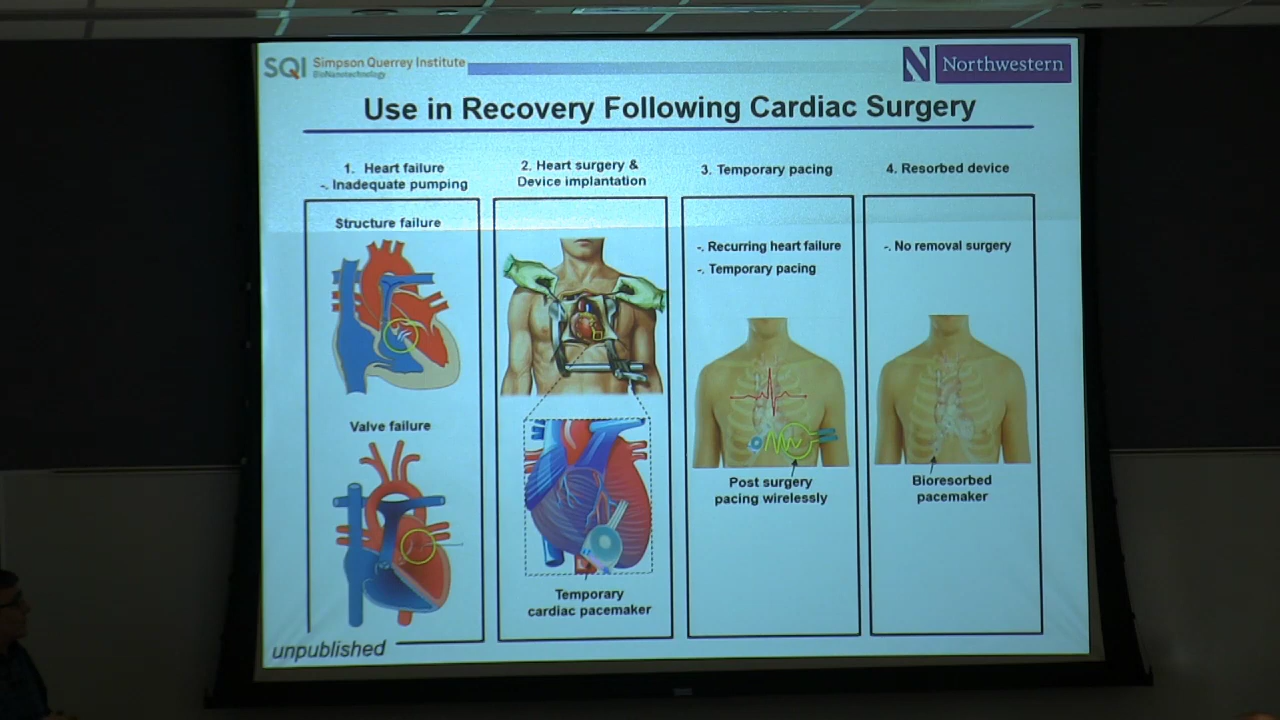 SQI Simpson Querrey Institute
BioNanotechnology
N Northwestern
Use in Recovery Following Cardiac Surgery
1. Heart failure
-. Inadequate pumping
Structure failure
Valve failure
2. Heart surgery &
Device implantation
Temporary
cardiac pacemaker
3. Temporary pacing
-. Recurring heart failure
-. Temporary pacing
Post surgery
pacing wirelessly
4. Resorbed device
-. No removal surgery
Bioresorbed
pacemaker
unpublished